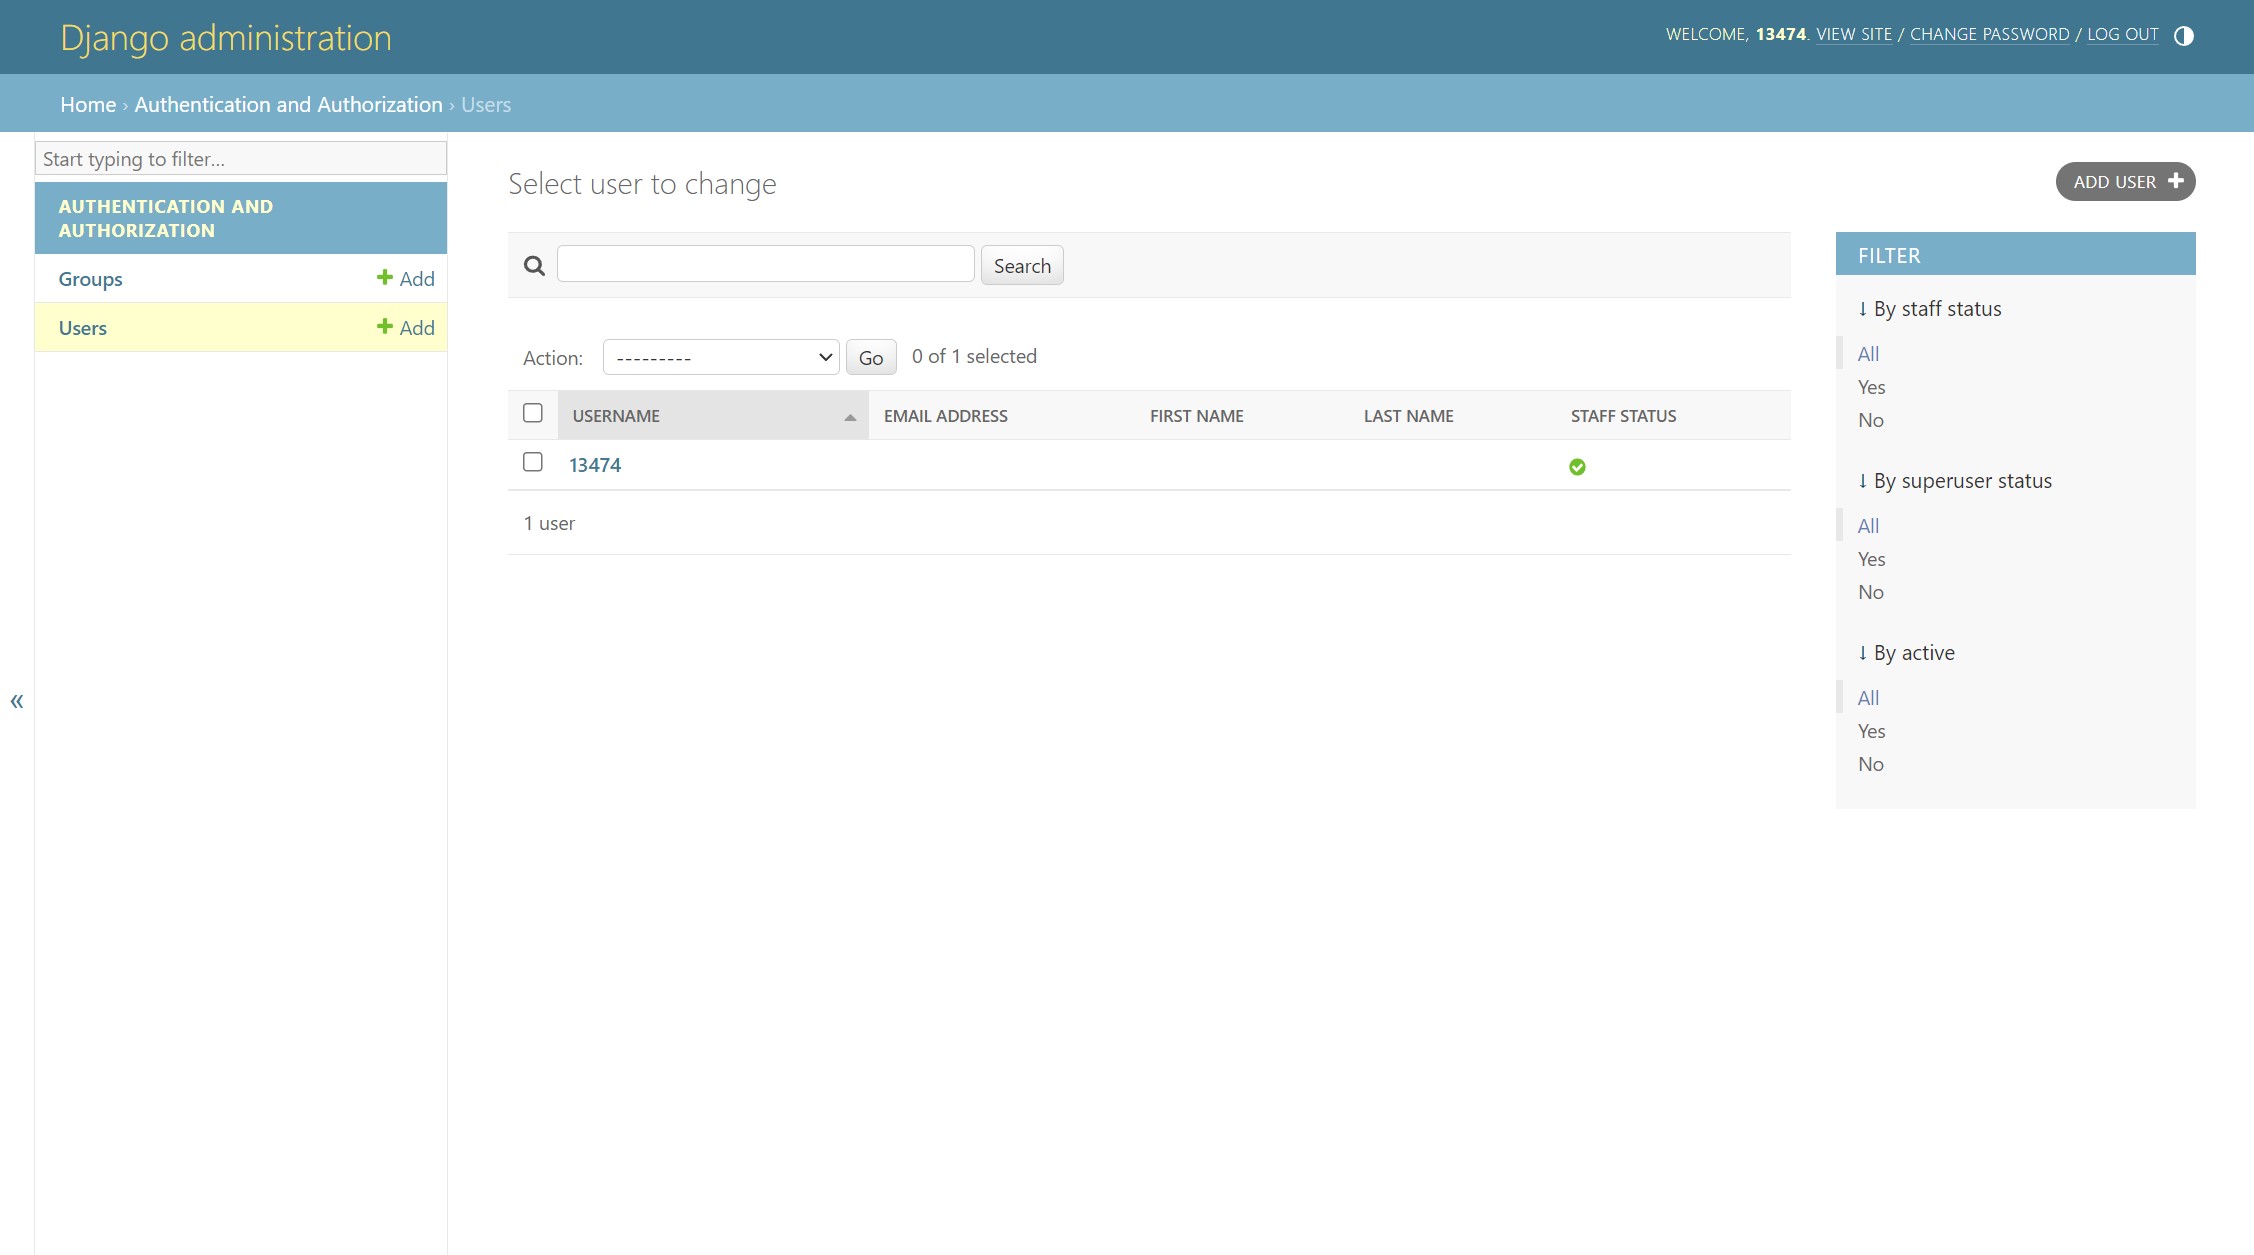 Django administration
WELCOME, 13474. VIEW SITE / CHANGE PASSWORD / LOG OUT
Home › Authentication and Authorization › Users
Start typing to filter...
AUTHENTICATION AND
AUTHORIZATION
Groups
Add
Users
Add
«
Select user to change
ADD USER
Search
Action:
---------
Go
0 of 1 selected
USERNAME
EMAIL ADDRESS
FIRST NAME
LAST NAME
STAFF STATUS
13474
1 user
FILTER
↓ By staff status
All
Yes
No
↓ By superuser status
All
Yes
No
↓ By active
All
Yes
No